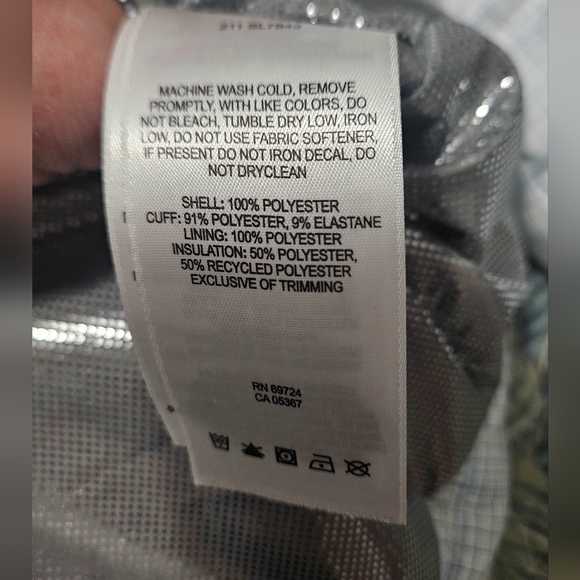 MACHINE WASH COLD, REMOVE
PROMPTLY, WITH LIKE COLORS, DO
NOT BLEACH, TUMBLE DRY LOW, IRON
LOW, DO NOT USE FABRIC SOFTENER,
IF PRESENT DO NOT IRON DECAL, DO
NOT DRYCLEAN
SHELL: 100% POLYESTER
CUFF: 91% POLYESTER, 9% ELASTANE
LINING: 100% POLYESTER
INSULATION: 50% POLYESTER,
50% RECYCLED POLYESTER
EXCLUSIVE OF TRIMMING
RN 69724
CA 05367